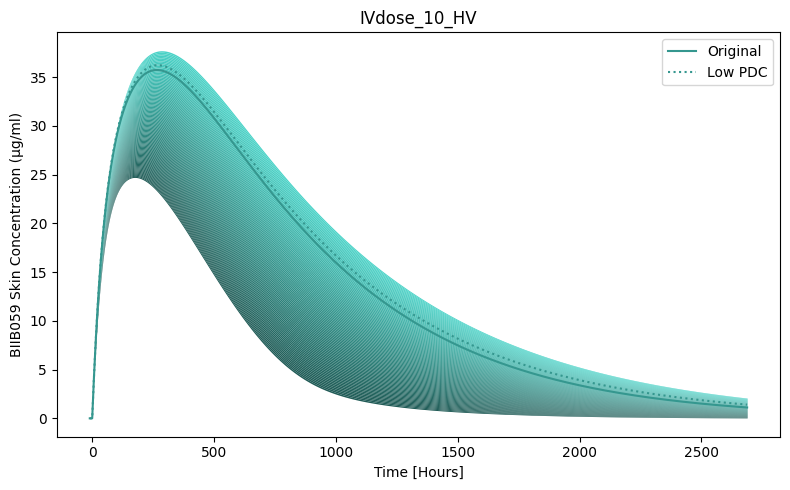 IVdose_10_HV
Original
Low PDC
BIIB059 Skin Concentration (µg/ml)
35
30
25
20
15
10
5
0
0 500 1000 1500 2000 2500
Time [Hours]